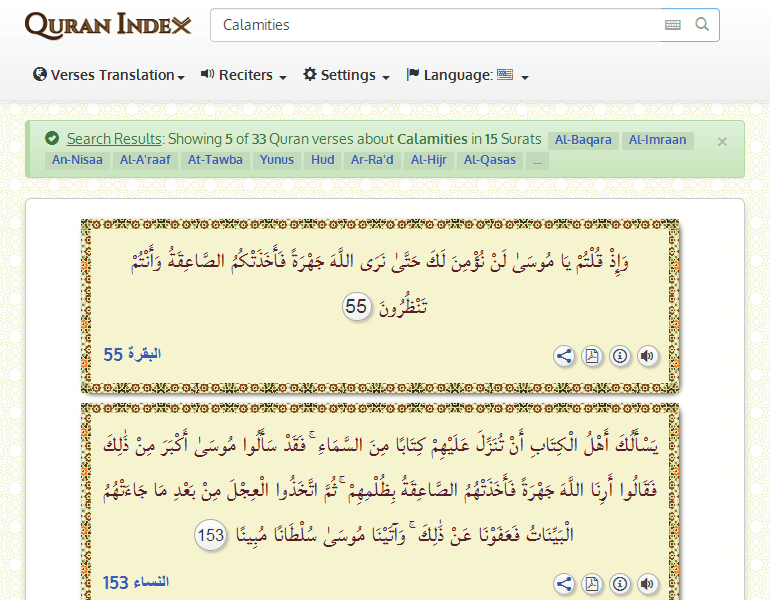 QURAN INDEX
Calamities
Verses Translation
Reciters
Settings
Language:
Search Results: Showing 5 of 33 Quran verses about Calamities in 15 Surats Al-Baqara Al-Imraan
An-Nisaa Al-A'raaf At-Tawba Yunus Hud Ar-Ra'd Al-Hijr Al-Qasas ...
×
وَإِذْ قُلْتُمْ يَا مُوسَىٰ لَنْ نُؤْمِنَ لَكَ حَتَّىٰ نَرَى اللَّهَ جَهْرَةً فَأَخَذَتْكُمُ الصَّاعِقَةُ وَأَنْتُمْ
تَنْظُرُونَ 55
البقرة 55
يَسْأَلُكَ أَهْلُ الْكِتَابِ أَنْ تُنَزِّلَ عَلَيْهِمْ كِتَابًا مِنَ السَّمَاءِ ۚ فَقَدْ سَأَلُوا مُوسَىٰ أَكْبَرَ مِنْ ذَٰلِكَ
فَقَالُوا أَرِنَا اللَّهَ جَهْرَةً فَأَخَذَتْهُمُ الصَّاعِقَةُ بِظُلْمِهِمْ ۚ ثُمَّ اتَّخَذُوا الْعِجْلَ مِنْ بَعْدِ مَا جَاءَتْهُمُ
الْبَيِّنَاتُ فَعَفَوْنَا عَنْ ذَٰلِكَ ۚ وَآتَيْنَا مُوسَىٰ سُلْطَانًا مُبِينًا 153
النساء 153